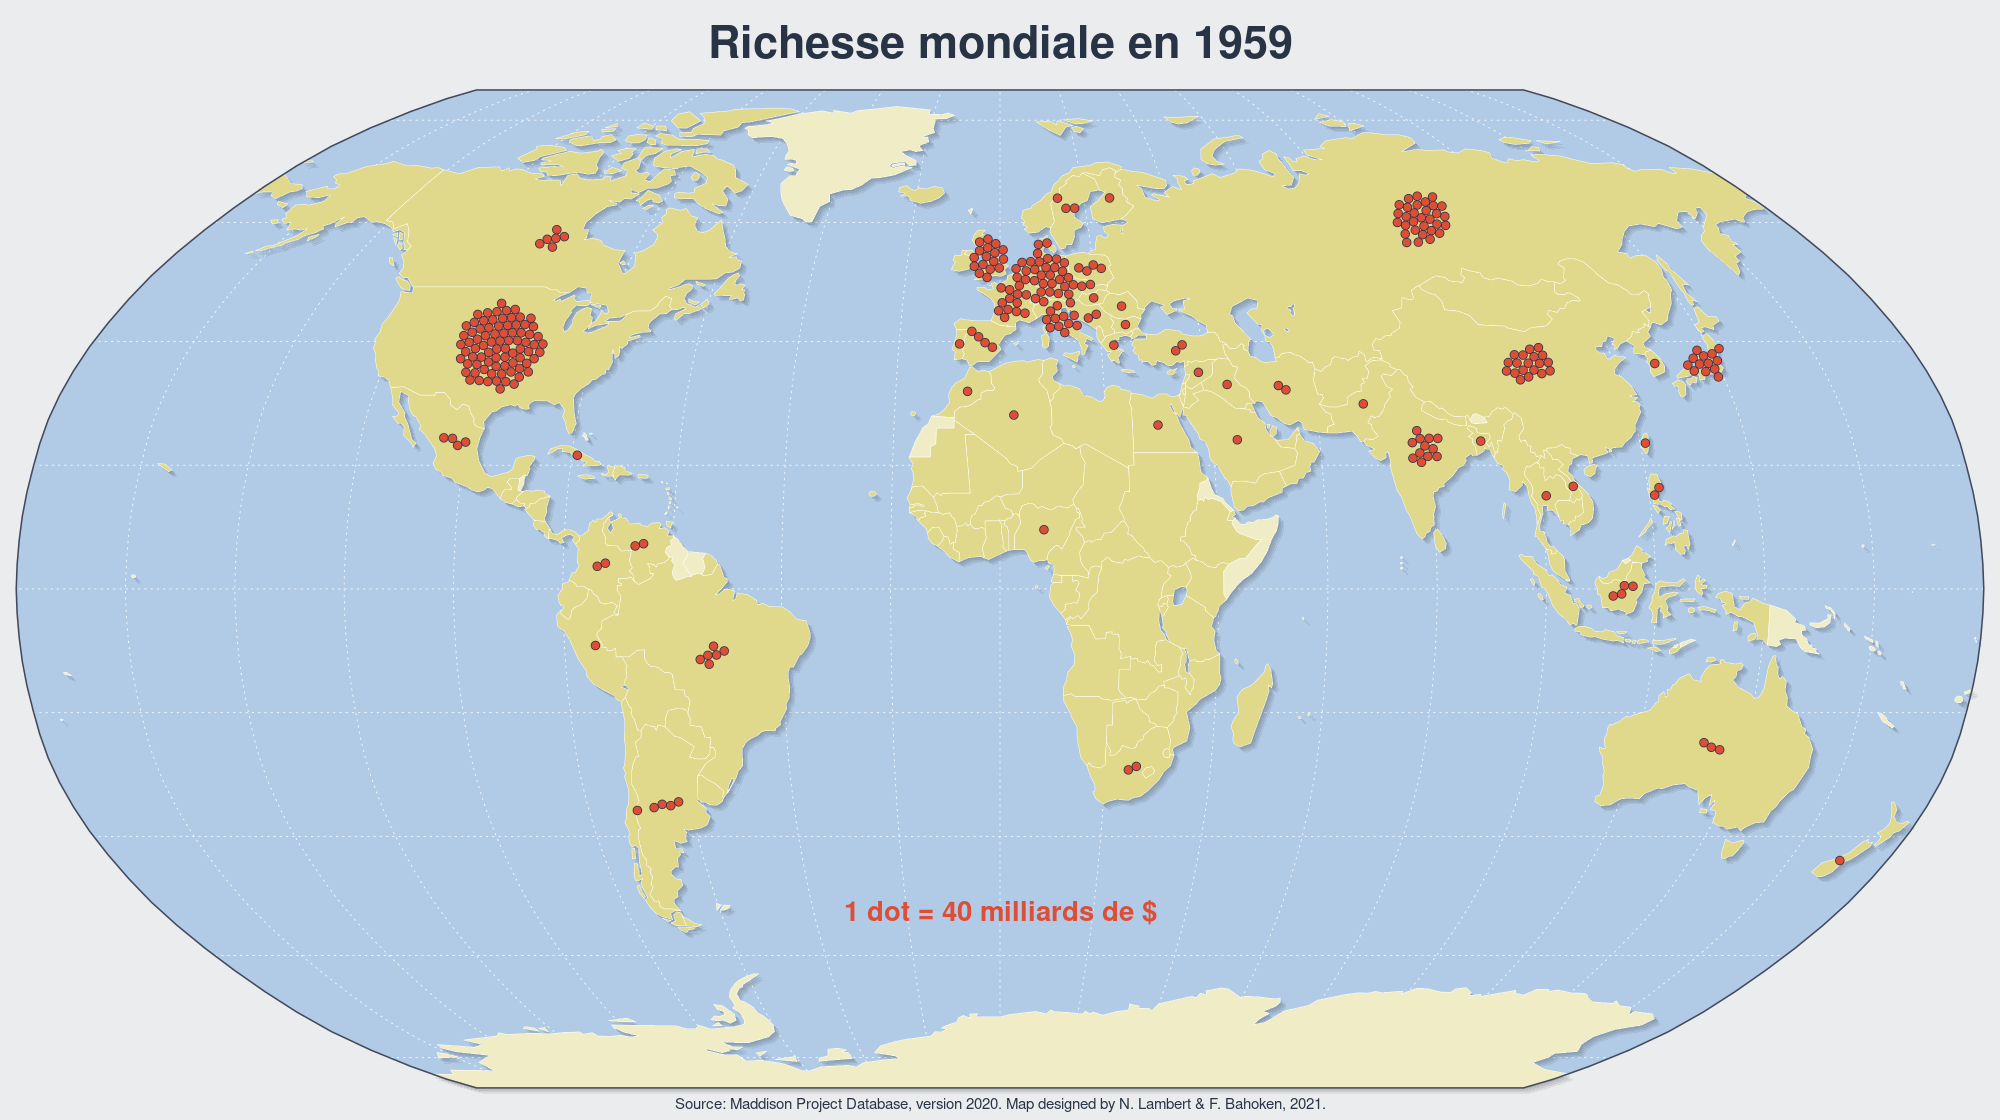 Richesse mondiale en 1959
1 dot = 40 milliards de $
Source: Maddison Project Database, version 2020. Map designed by N. Lambert & F. Bahoken, 2021.